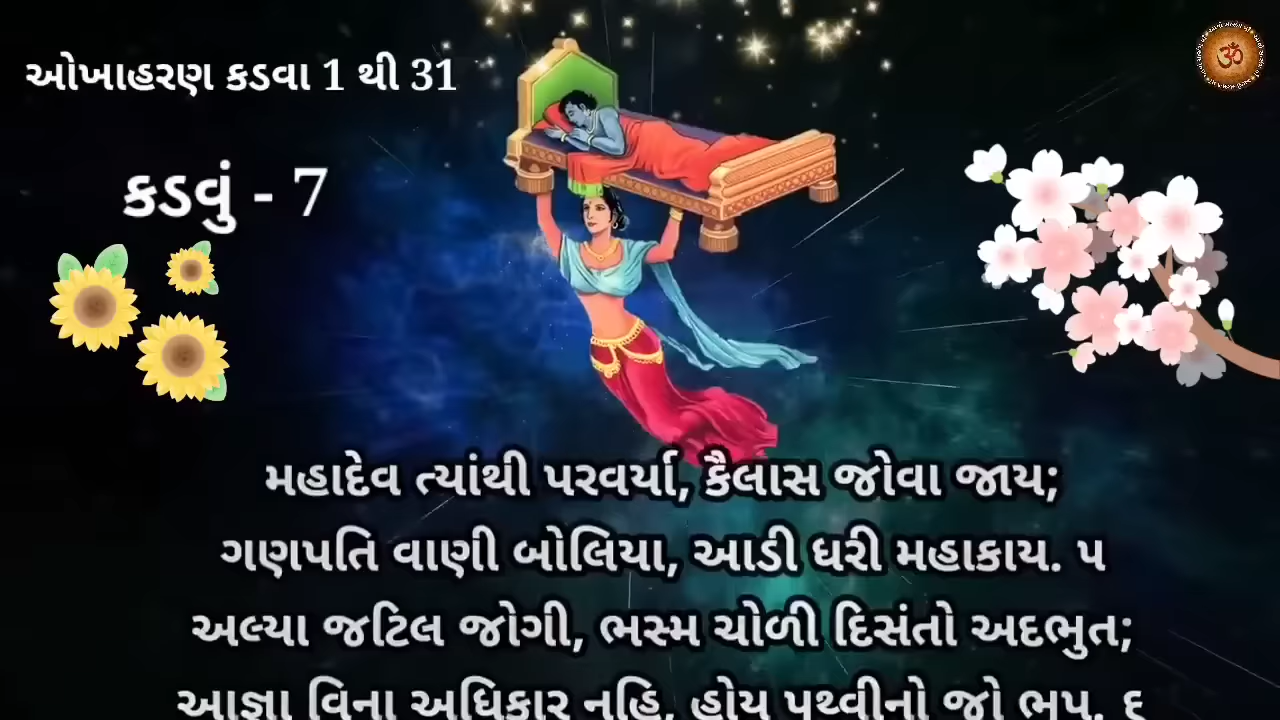 ઓખાહરણ કડવા 1 થી 31
કડવું - 7
ૐ
મહાદેવ ત્યાંથી પરવર્યા, કૈલાસ જોવા જાય;
ગણપતિ વાણી બોલિયા, આડી ધરી મહાકાય. ૫
અલ્યા જટિલ જોગી, ભસ્મ ચોળી દિસંતો અદભુત;
આજ્ઞા વિના અધિકાર નહિ, હોય પૃથ્વીનો જો ભૂપ. ૬